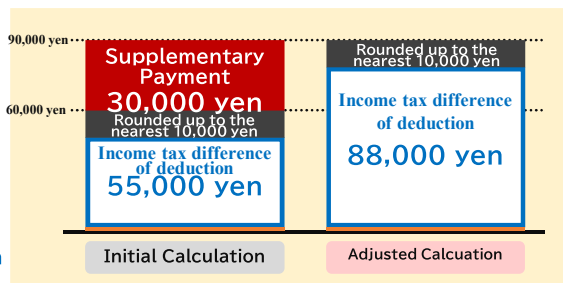 90,000 yen
60,000 yen
Supplementary
Payment
30,000 yen
Rounded up to the
nearest 10,000 yen
Income tax difference
of deduction
55,000 yen
Initial Calculation
Rounded up to the
nearest 10,000 yen
Income tax difference
of deduction
88,000 yen
Adjusted Calcuation